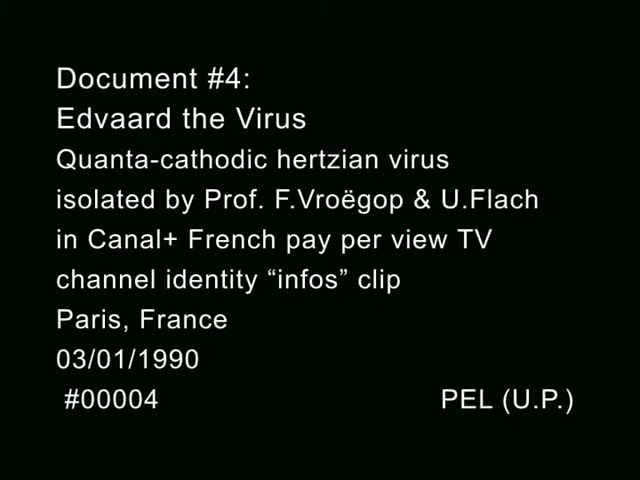 Document #4:
Edvaard the Virus
Quanta-cathodic hertzian virus
isolated by Prof. F.Vroëgop & U.Flach
in Canal+ French pay per view TV
channel identity “infos” clip
Paris, France
03/01/1990
#00004 PEL (U.P.)